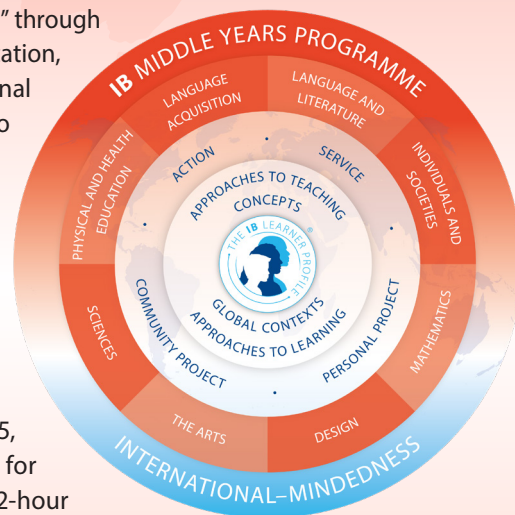 ” through
ration,
nal
o
IB MIDDLE YEARS PROGRAMME
LANGUAGE
ACQUISITION
LANGUAGE AND
LITERATURE
PHYSICAL AND HEALTH
EDUCATION
INDIVIDUALS AND
SOCIETIES
SCIENCES
MATHEMATICS
THE ARTS
DESIGN
ACTION
SERVICE
COMMUNITY PROJECT
PERSONAL PROJECT
APPROACHES TO TEACHING
CONCEPTS
THE IB LEARNER PROFILE ®
GLOBAL CONTEXTS
APPROACHES TO LEARNING
INTERNATIONAL–MINDEDNESS
5,
for
2-hour